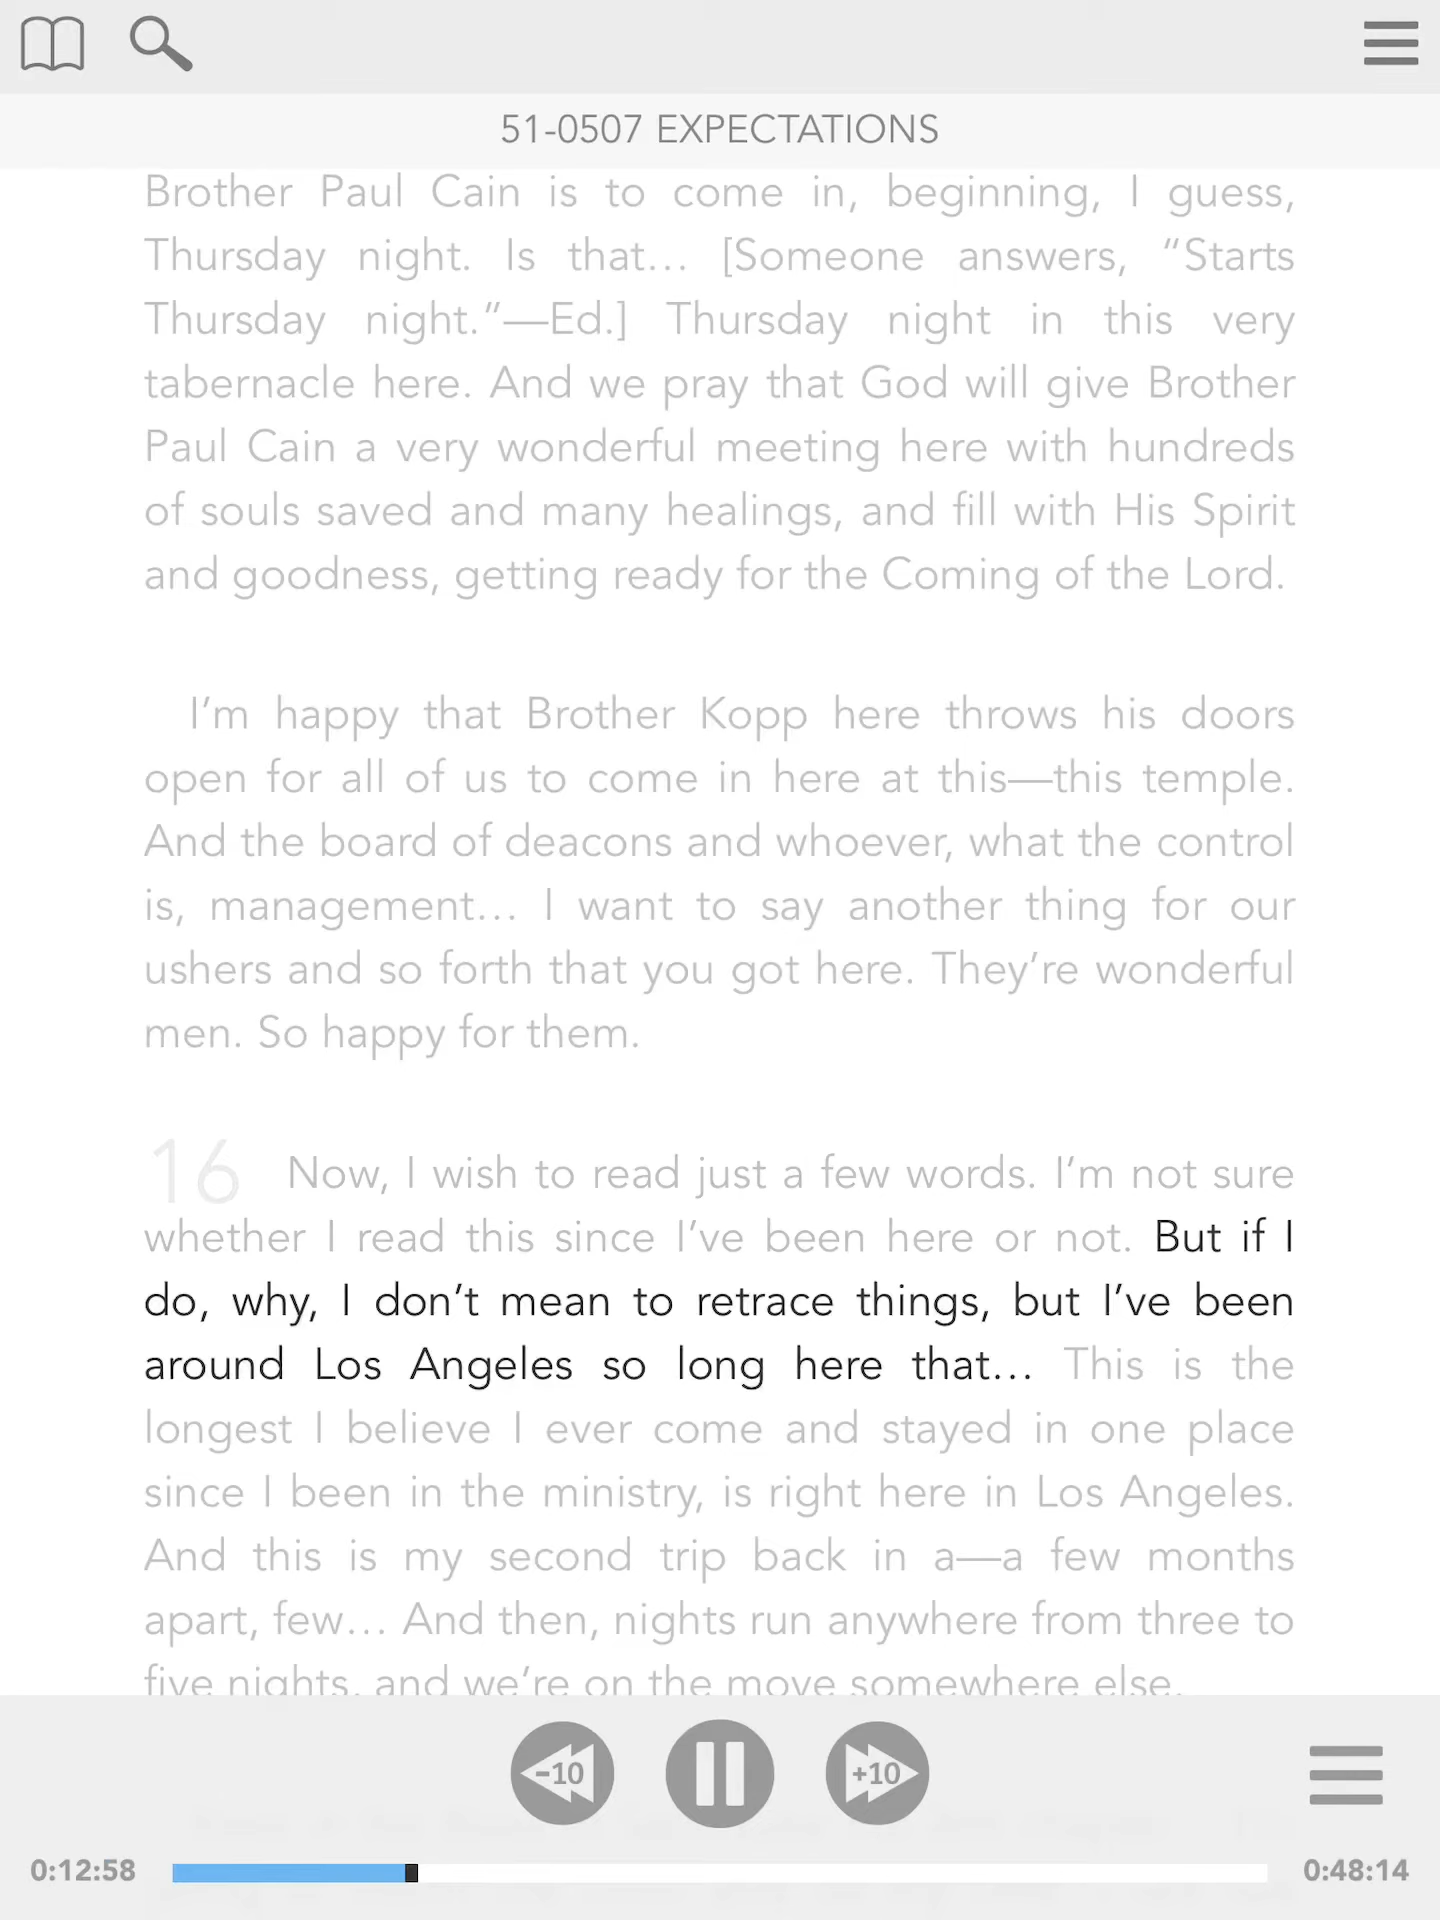 51-0507 EXPECTATIONS
Brother Paul Cain is to come in, beginning, I guess,
Thursday night. Is that… [Someone answers, “Starts
Thursday night.”—Ed.] Thursday night in this very
tabernacle here. And we pray that God will give Brother
Paul Cain a very wonderful meeting here with hundreds
of souls saved and many healings, and fill with His Spirit
and goodness, getting ready for the Coming of the Lord.
I’m happy that Brother Kopp here throws his doors
open for all of us to come in here at this—this temple.
And the board of deacons and whoever, what the control
is, management… I want to say another thing for our
ushers and so forth that you got here. They’re wonderful
men. So happy for them.
16 Now, I wish to read just a few words. I’m not sure
whether I read this since I’ve been here or not. But if I
do, why, I don’t mean to retrace things, but I’ve been
around Los Angeles so long here that… This is the
longest I believe I ever come and stayed in one place
since I been in the ministry, is right here in Los Angeles.
And this is my second trip back in a—a few months
apart, few… And then, nights run anywhere from three to
five nights, and we’re on the move somewhere else.
-10 +10
0:12:58 0:48:14